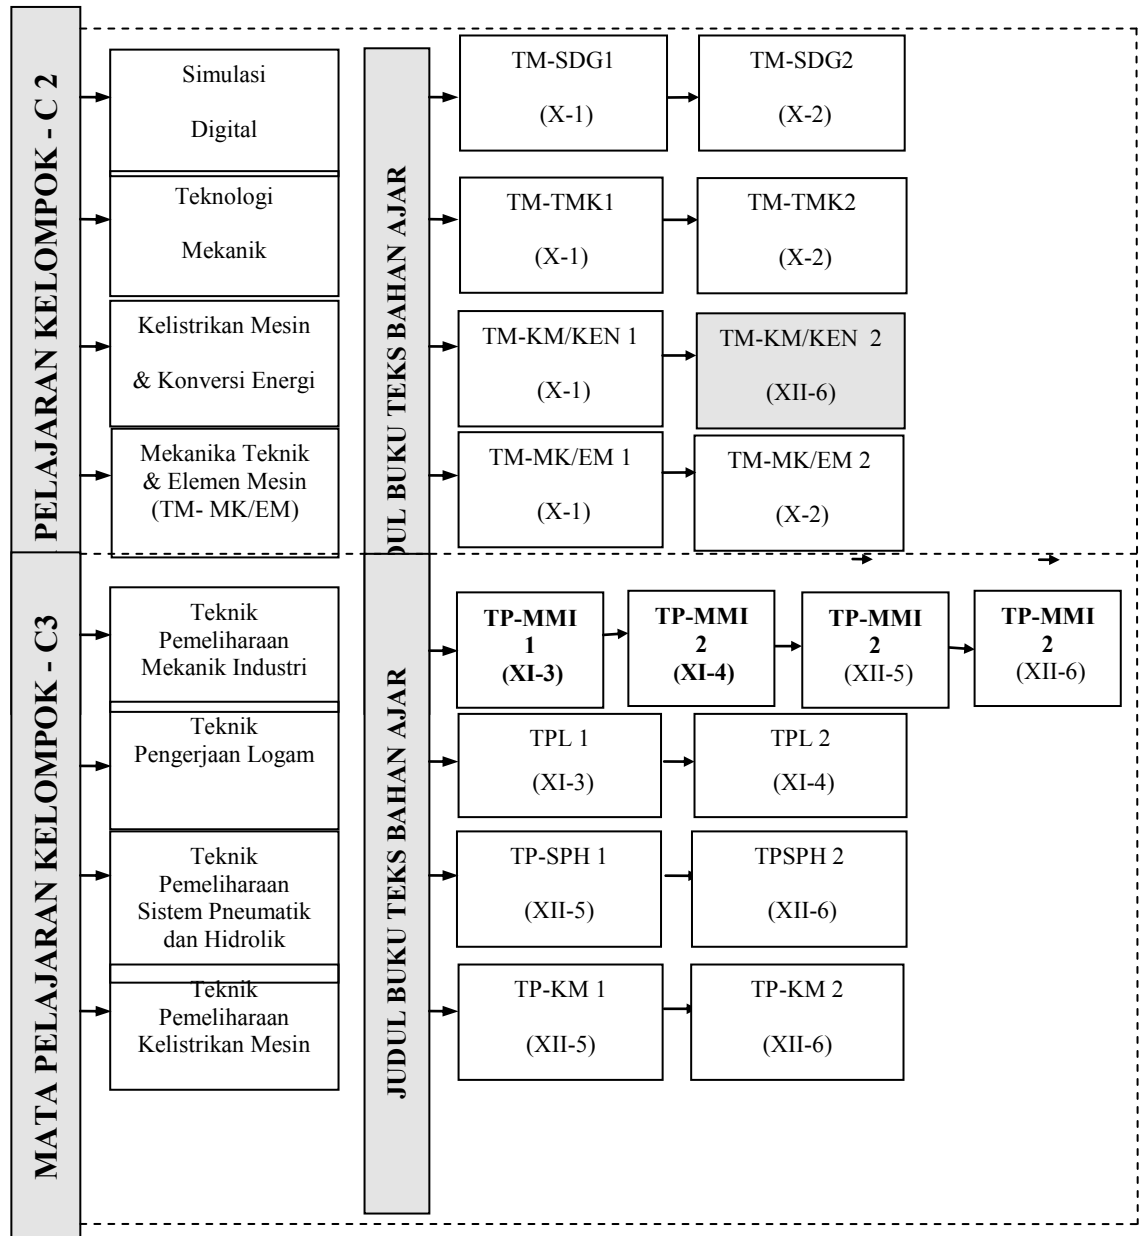 PELAJARAN KELOMPOK - C 2
Simulasi
Digital
Teknologi
Mekanik
Kelistrikan Mesin
& Konversi Energi
Mekanika Teknik
& Elemen Mesin
(TM- MK/EM)
BUKU TEKS BAHAN AJAR
TM-SDG1
(X-1)
TM-SDG2
(X-2)
TM-TMK1
(X-1)
TM-TMK2
(X-2)
TM-KM/KEN 1
(X-1)
TM-KM/KEN  2
(XII-6)
TM-MK/EM 1
(X-1)
TM-MK/EM 2
(X-2)
MATA PELAJARAN KELOMPOK - C3
Teknik
Pemeliharaan
Mekanik Industri
Teknik
Pengerjaan Logam
Teknik
Pemeliharaan
Sistem Pneumatik
dan Hidrolik
Teknik
Pemeliharaan
Kelistrikan Mesin
JUDUL BUKU TEKS BAHAN AJAR
TP-MMI
1
(XI-3)
TP-MMI
2
(XI-4)
TP-MMI
2
(XII-5)
TP-MMI
2
(XII-6)
TPL 1
(XI-3)
TPL 2
(XI-4)
TP-SPH 1
(XII-5)
TPSPH 2
(XII-6)
TP-KM 1
(XII-5)
TP-KM 2
(XII-6)